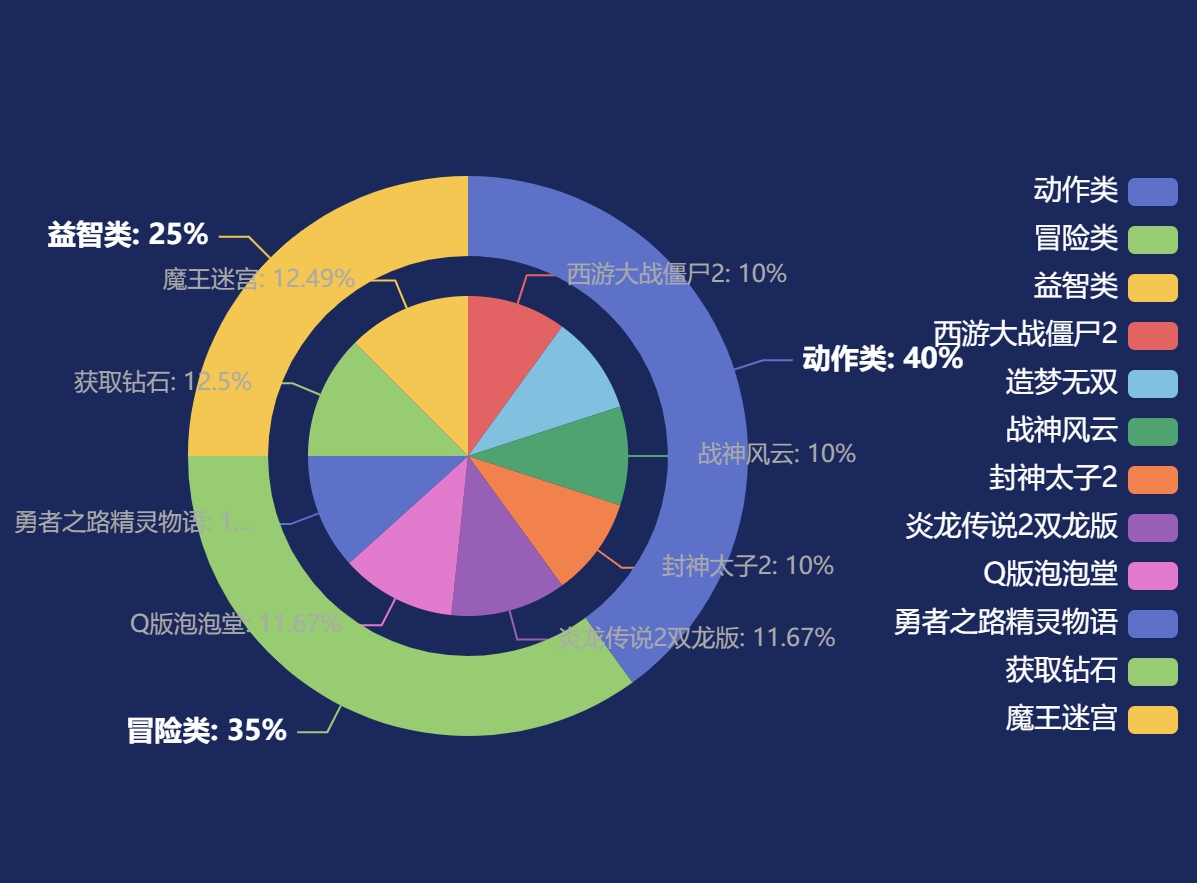 益智类: 25%
魔王迷宫: 12.49%
西游大战僵尸2: 10%
动作类: 40%
获取钻石: 12.5%
战神风云: 10%
勇者之路精灵物语: 1...
封神太子2: 10%
Q版泡泡堂: 11.67%
炎龙传说2双龙版: 11.67%
冒险类: 35%
动作类
冒险类
益智类
西游大战僵尸2
造梦无双
战神风云
封神太子2
炎龙传说2双龙版
Q版泡泡堂
勇者之路精灵物语
获取钻石
魔王迷宫